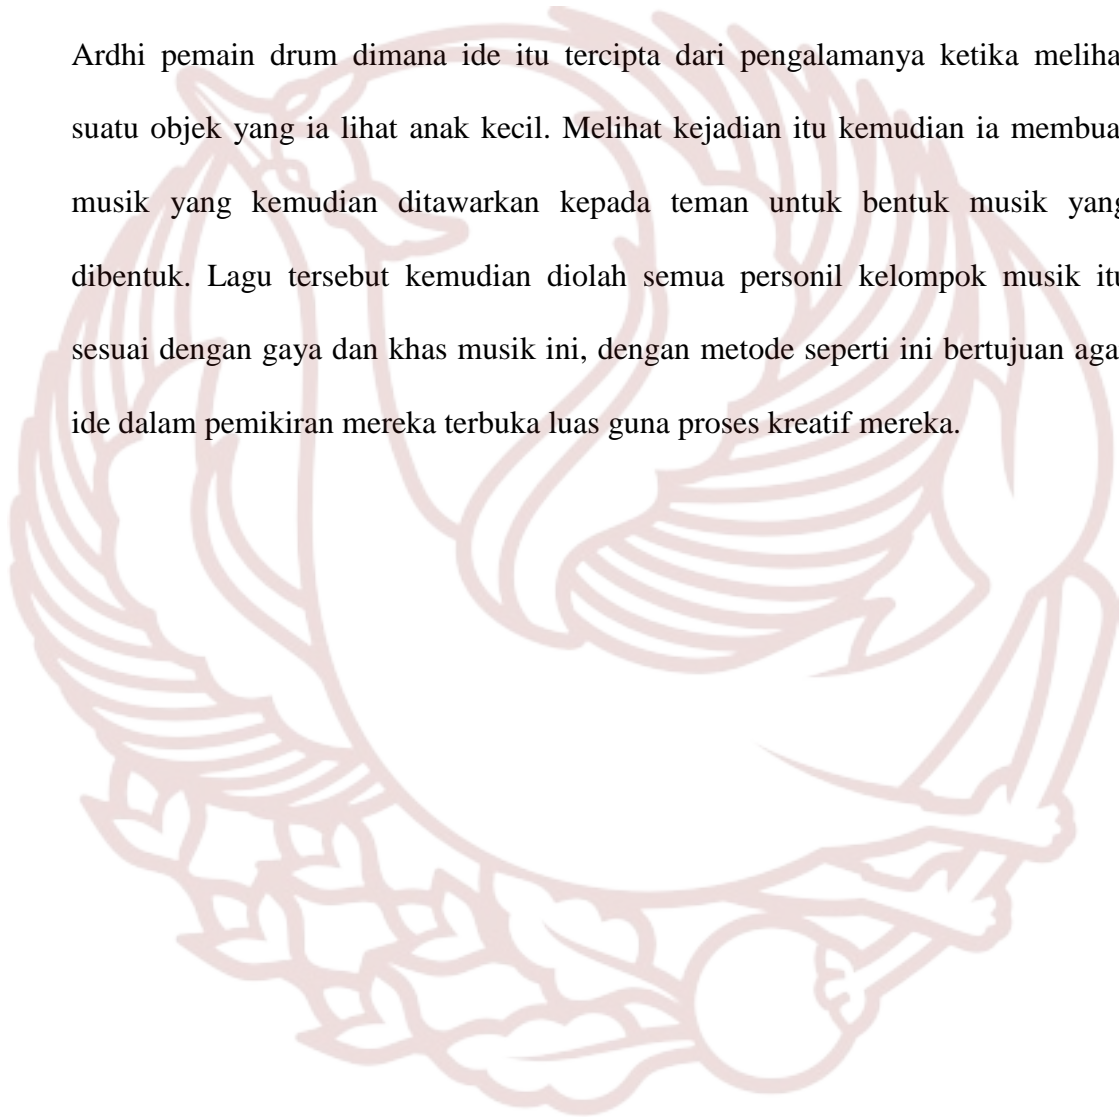 Ardhi pemain drum dimana ide itu tercipta dari pengalamanya ketika meliha
suatu objek yang ia lihat anak kecil. Melihat kejadian itu kemudian ia membua
musik yang kemudian ditawarkan kepada teman untuk bentuk musik yang
dibentuk. Lagu tersebut kemudian diolah semua personil kelompok musik itu
sesuai dengan gaya dan khas musik ini, dengan metode seperti ini bertujuan aga
ide dalam pemikiran mereka terbuka luas guna proses kreatif mereka.